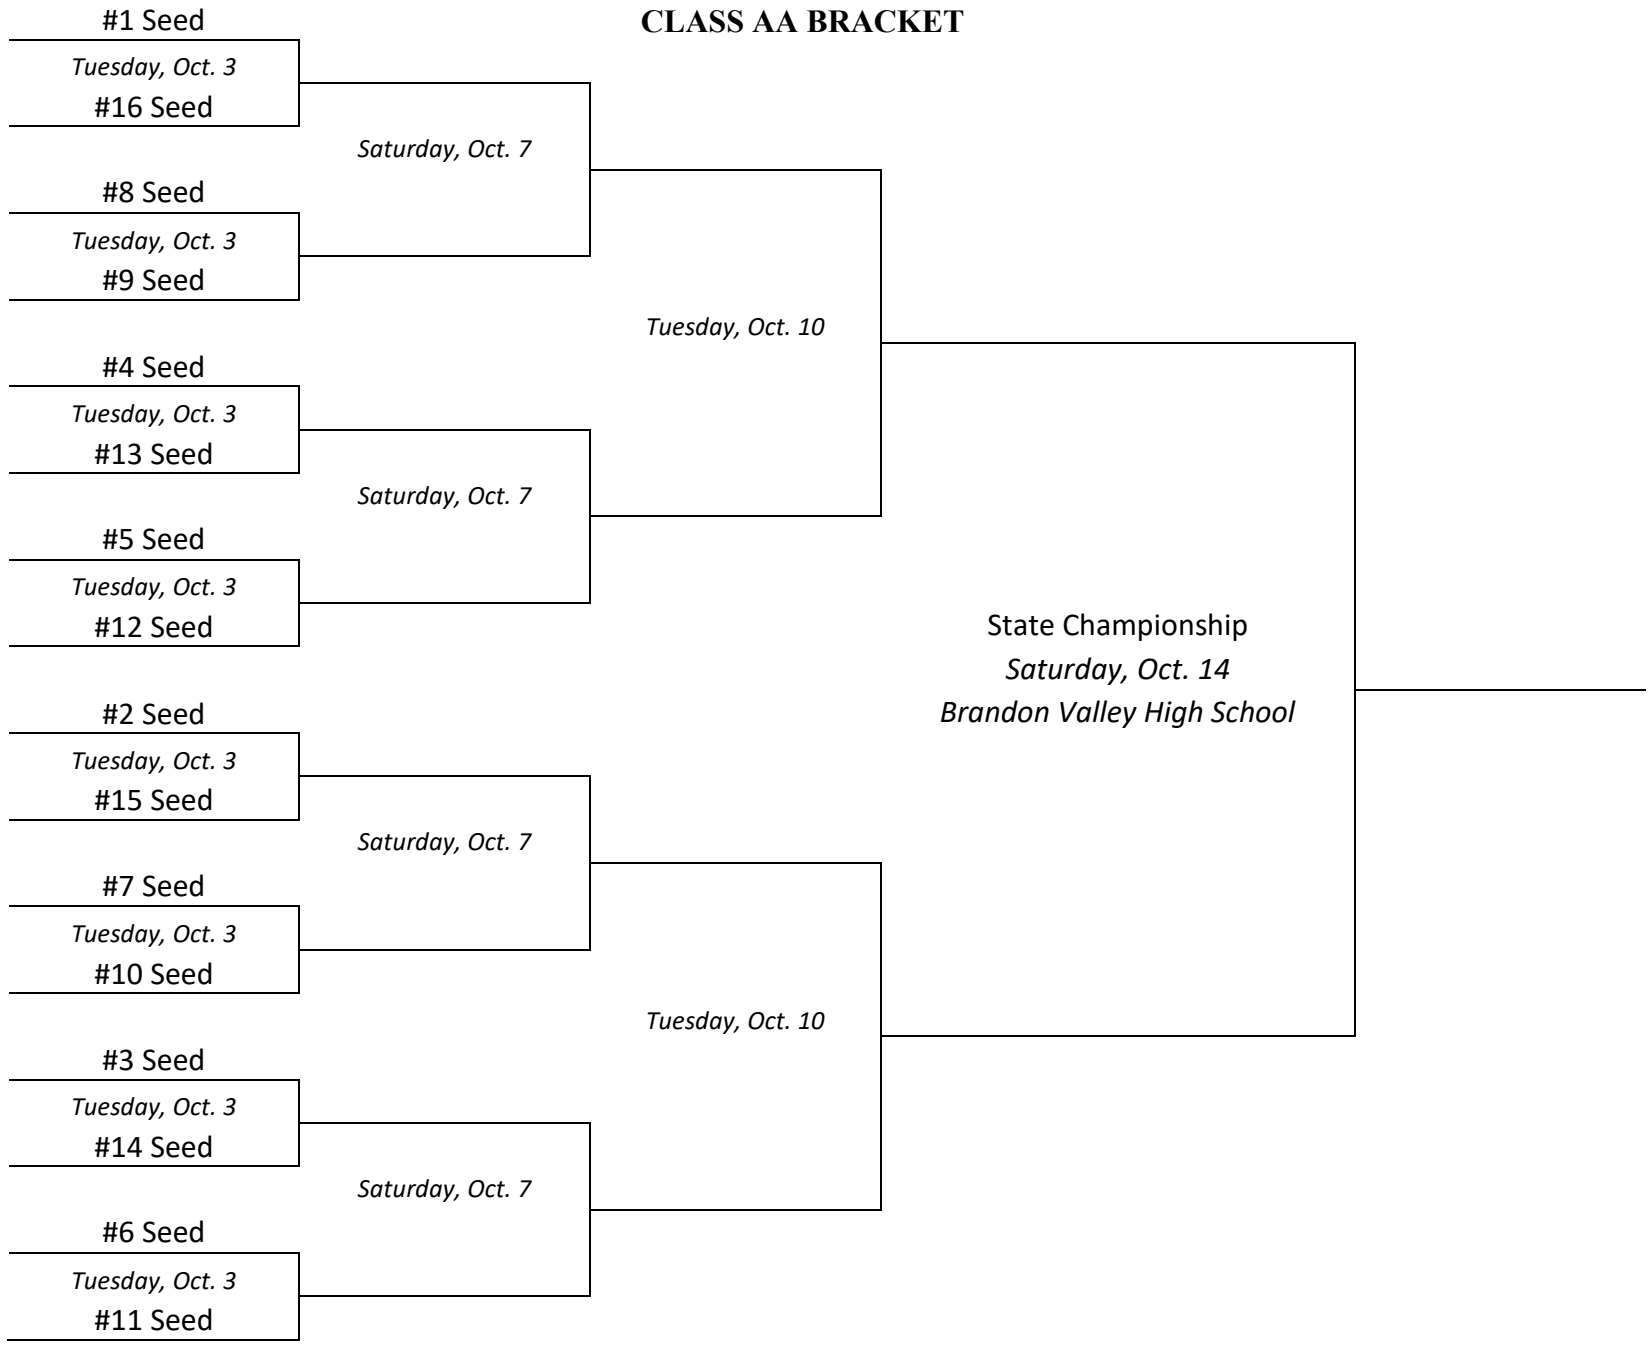 CLASS AA BRACKET
#1 Seed
Tuesday, Oct. 3
#16 Seed
Saturday, Oct. 7
#8 Seed
Tuesday, Oct. 3
#9 Seed
Tuesday, Oct. 10
#4 Seed
Tuesday, Oct. 3
#13 Seed
Saturday, Oct. 7
#5 Seed
Tuesday, Oct. 3
#12 Seed
State Championship
Saturday, Oct. 14
Brandon Valley High School
#2 Seed
Tuesday, Oct. 3
#15 Seed
Saturday, Oct. 7
#7 Seed
Tuesday, Oct. 3
#10 Seed
Tuesday, Oct. 10
#3 Seed
Tuesday, Oct. 3
#14 Seed
Saturday, Oct. 7
#6 Seed
Tuesday, Oct. 3
#11 Seed